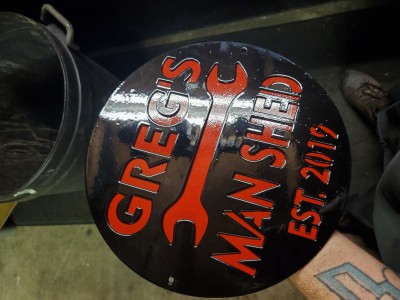 GREG'S
MAN SHED
EST. 2019